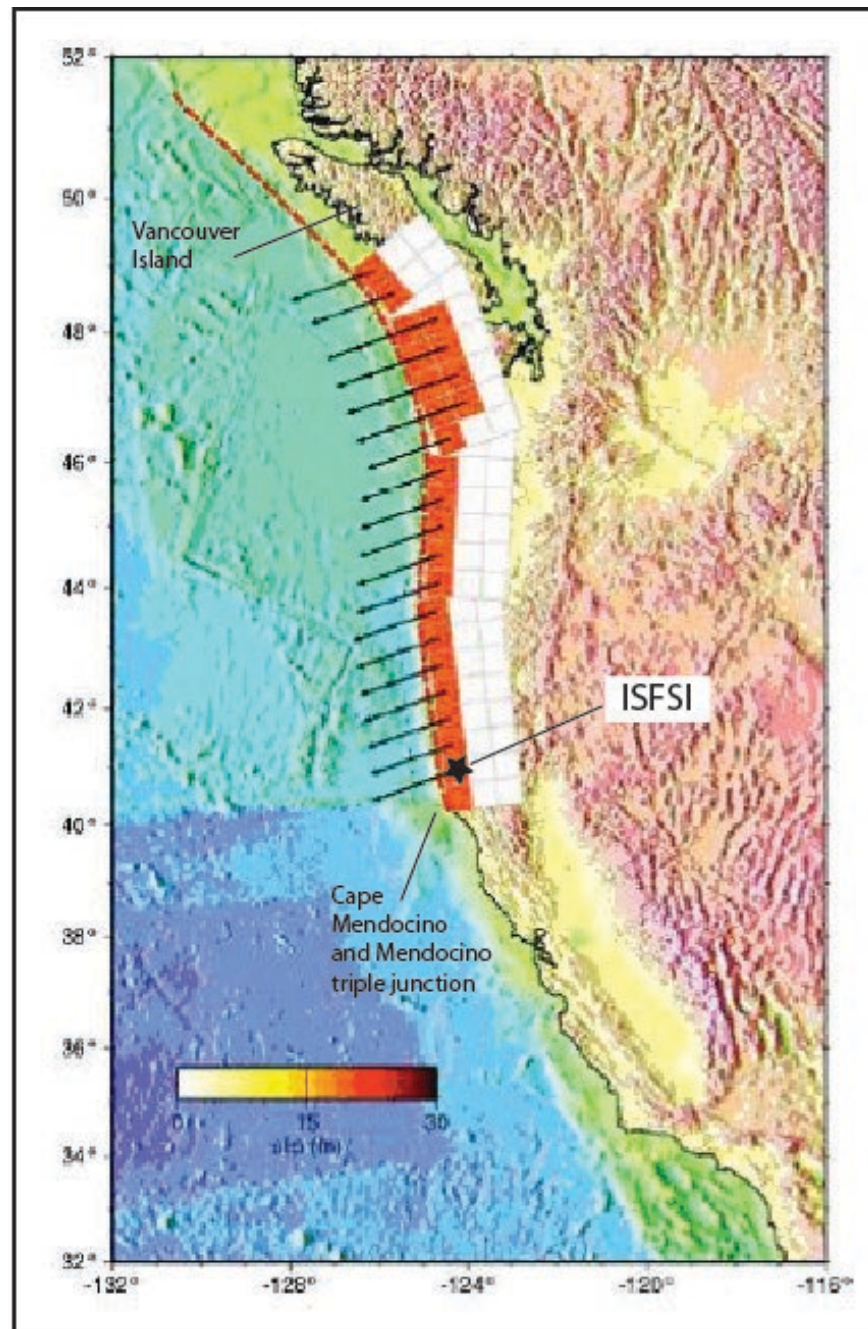 52°
50°
Vancouver
Island
48°
46°
44°
42°
ISFSI
40°
Cape
Mendocino
and Mendocino
triple junction
38°
36°
0 15 30
slip (m)
34°
32°
-132° -128° -124° -120° -116°